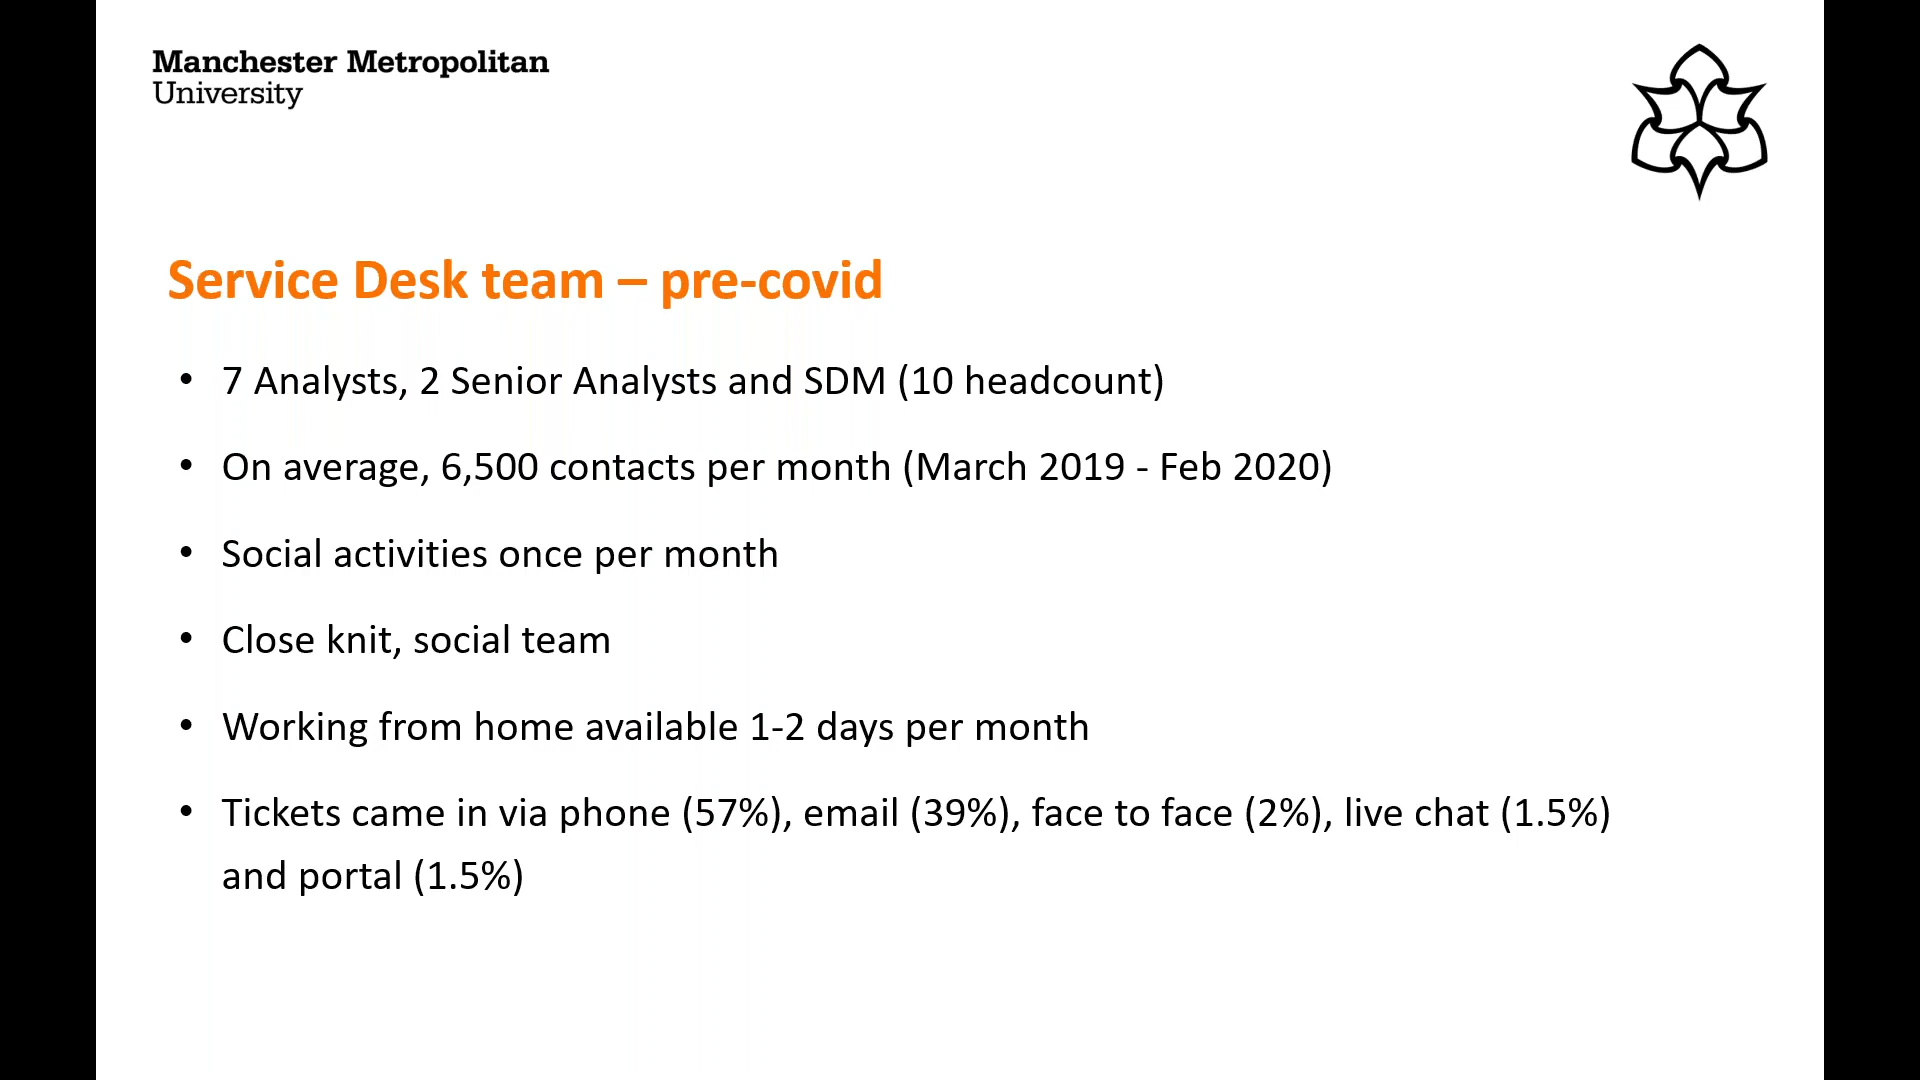 Manchester Metropolitan
University
Service Desk team – pre-covid
• 7 Analysts, 2 Senior Analysts and SDM (10 headcount)
• On average, 6,500 contacts per month (March 2019 - Feb 2020)
• Social activities once per month
• Close knit, social team
• Working from home available 1-2 days per month
• Tickets came in via phone (57%), email (39%), face to face (2%), live chat (1.5%)
and portal (1.5%)